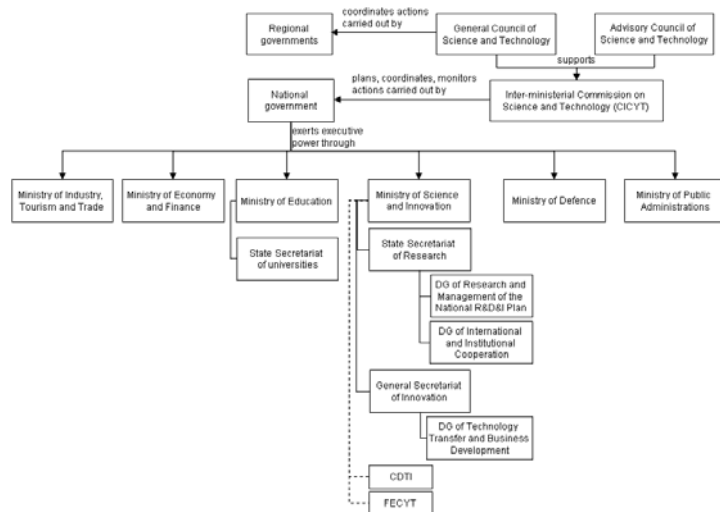 coordinates actions
carried out by
Regional
governments
General Council of
Science and Technology
Advisory Council of
Science and Technology
supports
plans, coordinates, monitors
actions carried out by
National
government
Inter-ministerial Commission on
Science and Technology (CICYT)
exerts executive
power through
Ministry of Industry,
Tourism and Trade
Ministry of Economy
and Finance
Ministry of Education
Ministry of Science
and Innovation
Ministry of Defence
Ministry of Public
Administrations
State Secretariat
of universities
State Secretariat
of Research
DG of Research and
Management of the
National R&D&I Plan
DG of International
and Institutional
Cooperation
General Secretariat
of Innovation
DG of Technology
Transfer and Business
Development
CDTI
FECYT